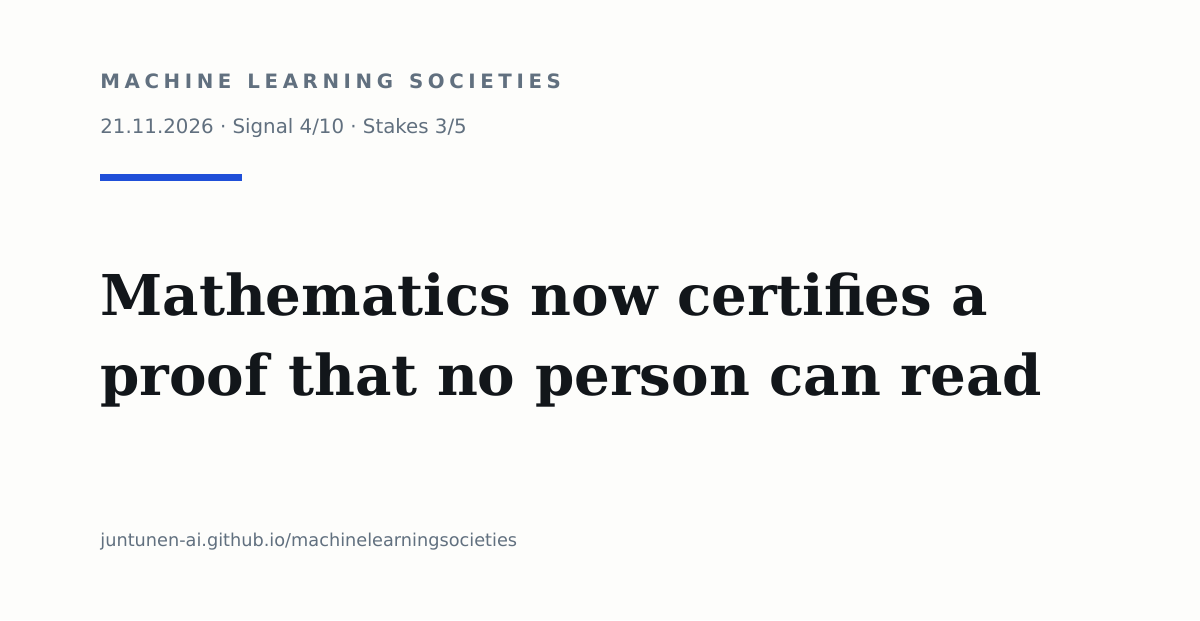 MACHINE LEARNING SOCIETIES
21.11.2026 · Signal 4/10 · Stakes 3/5
Mathematics now certifies a
proof that no person can read
juntunen-ai.github.io/machinelearningsocieties